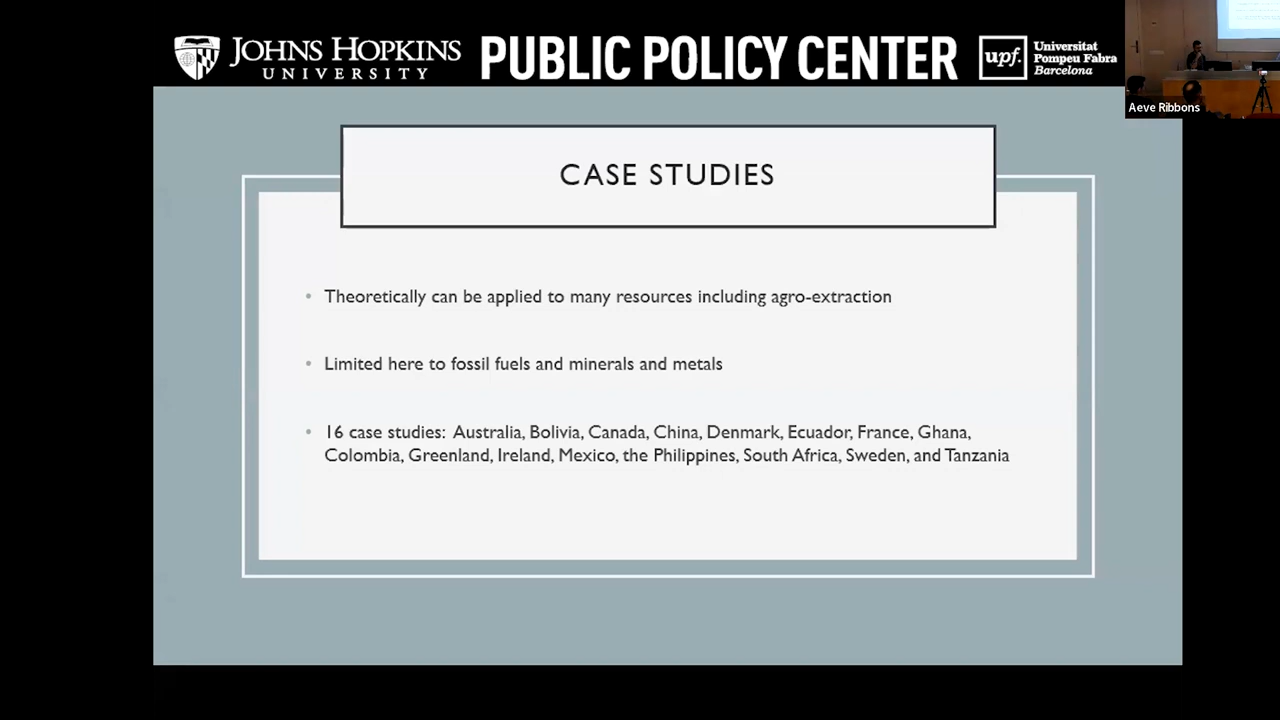 JOHNS HOPKINS
UNIVERSITY
PUBLIC POLICY CENTER
upf.
Universitat
Pompeu Fabra
Barcelona
Aeve Ribbons
CASE STUDIES
• Theoretically can be applied to many resources including agro-extraction
• Limited here to fossil fuels and minerals and metals
• 16 case studies: Australia, Bolivia, Canada, China, Denmark, Ecuador, France, Ghana,
Colombia, Greenland, Ireland, Mexico, the Philippines, South Africa, Sweden, and Tanzania